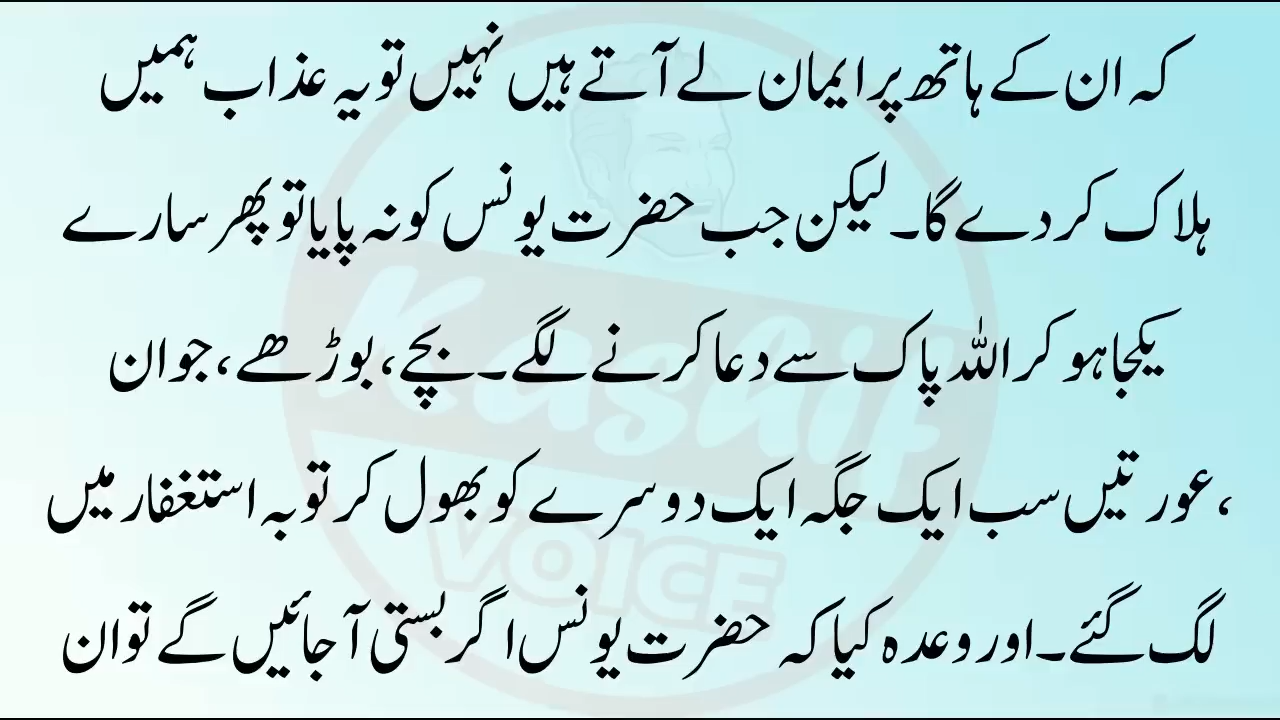 کہ ان کے ہاتھ پر ایمان لے آتے ہیں نہیں تو یہ عذاب ہمیں
ہلاک کر دے گا۔ لیکن جب حضرت یونس کو نہ پایا تو پھر سارے
یکجا ہو کر اللہ پاک سے دعا کرنے لگے۔ بچے، بوڑھے، جوان
، عورتیں سب ایک جگہ ایک دوسرے کو بھول کر توبہ استغفار میں
لگ گئے۔ اور وعدہ کیا کہ حضرت یونس اگر بستی آ جائیں گے تو ان
Kashif
VOICE